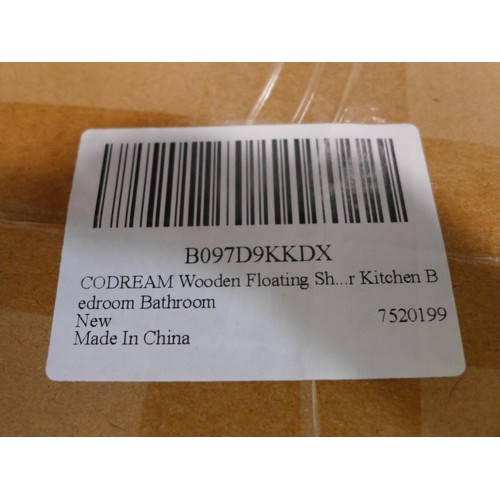 B097D9KKDX
CODREAM Wooden Floating Sh...r Kitchen B
edroom Bathroom
New 7520199
Made In China